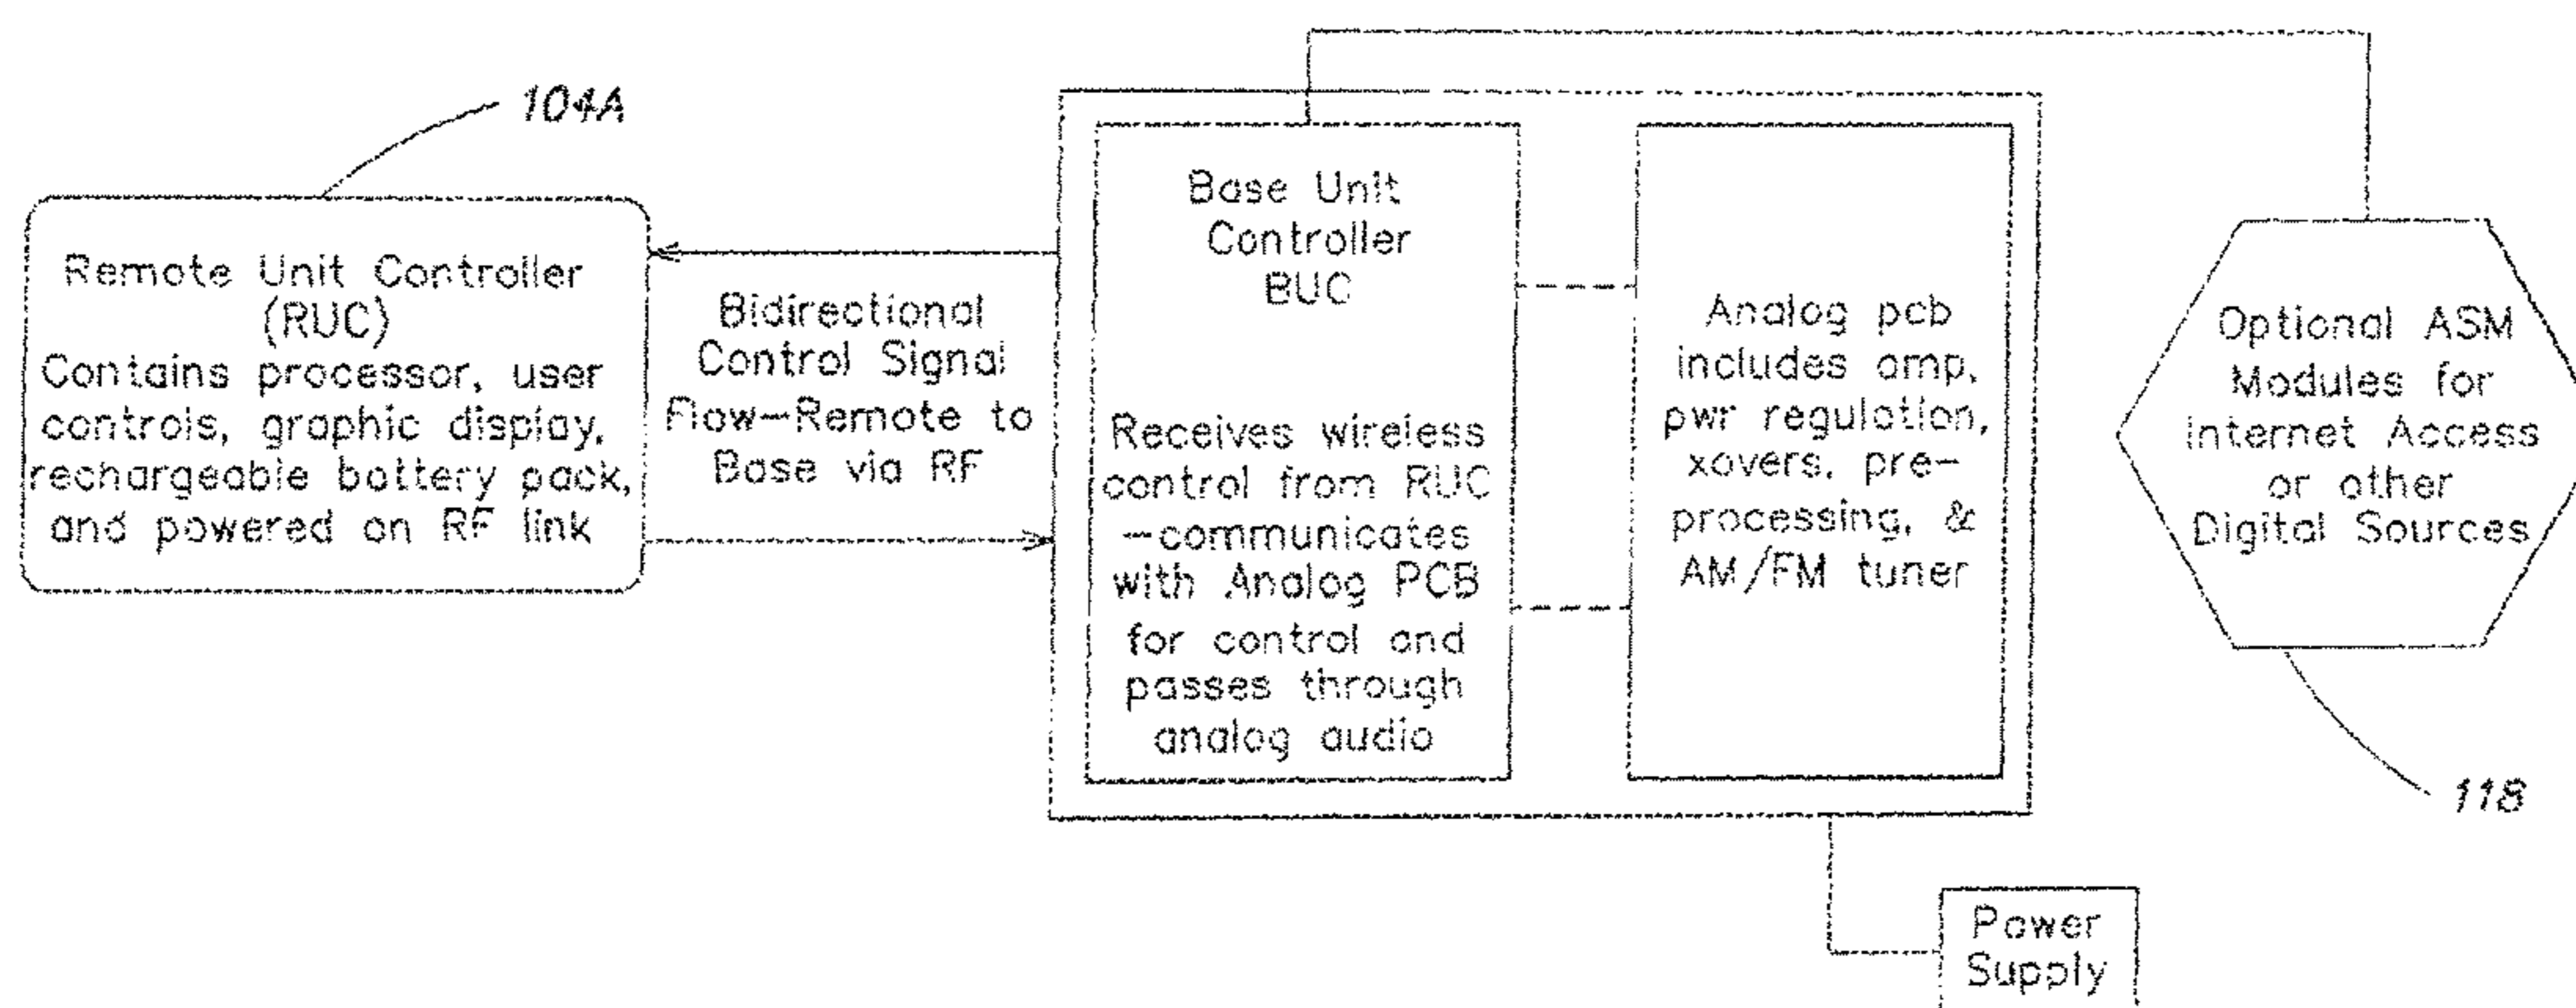 104A
Remote Unit Controller
(RUC)
Contains processor, user
controls, graphic display,
rechargeable battery pack,
and powered on RF link
Bidirectional
Control Signal
Flow—Remote to
Base via RF
Base Unit
Controller
BUC
Receives wireless
control from RUC
—communicates
with Analog PCB
for control and
passes through
analog audio
Analog pcb
includes amp,
pwr regulation,
xovers, pre—
processing, &
AM/FM tuner
Optional ASM
Modules for
Internet Access
or other
Digital Sources
118
Power
Supply